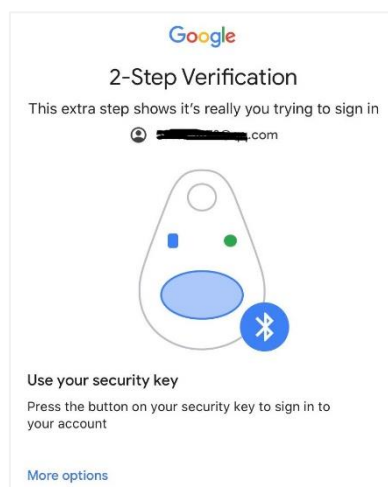 Google
2-Step Verification
This extra step shows it's really you trying to sign in
.com
Use your security key
Press the button on your security key to sign in to
your account
More options